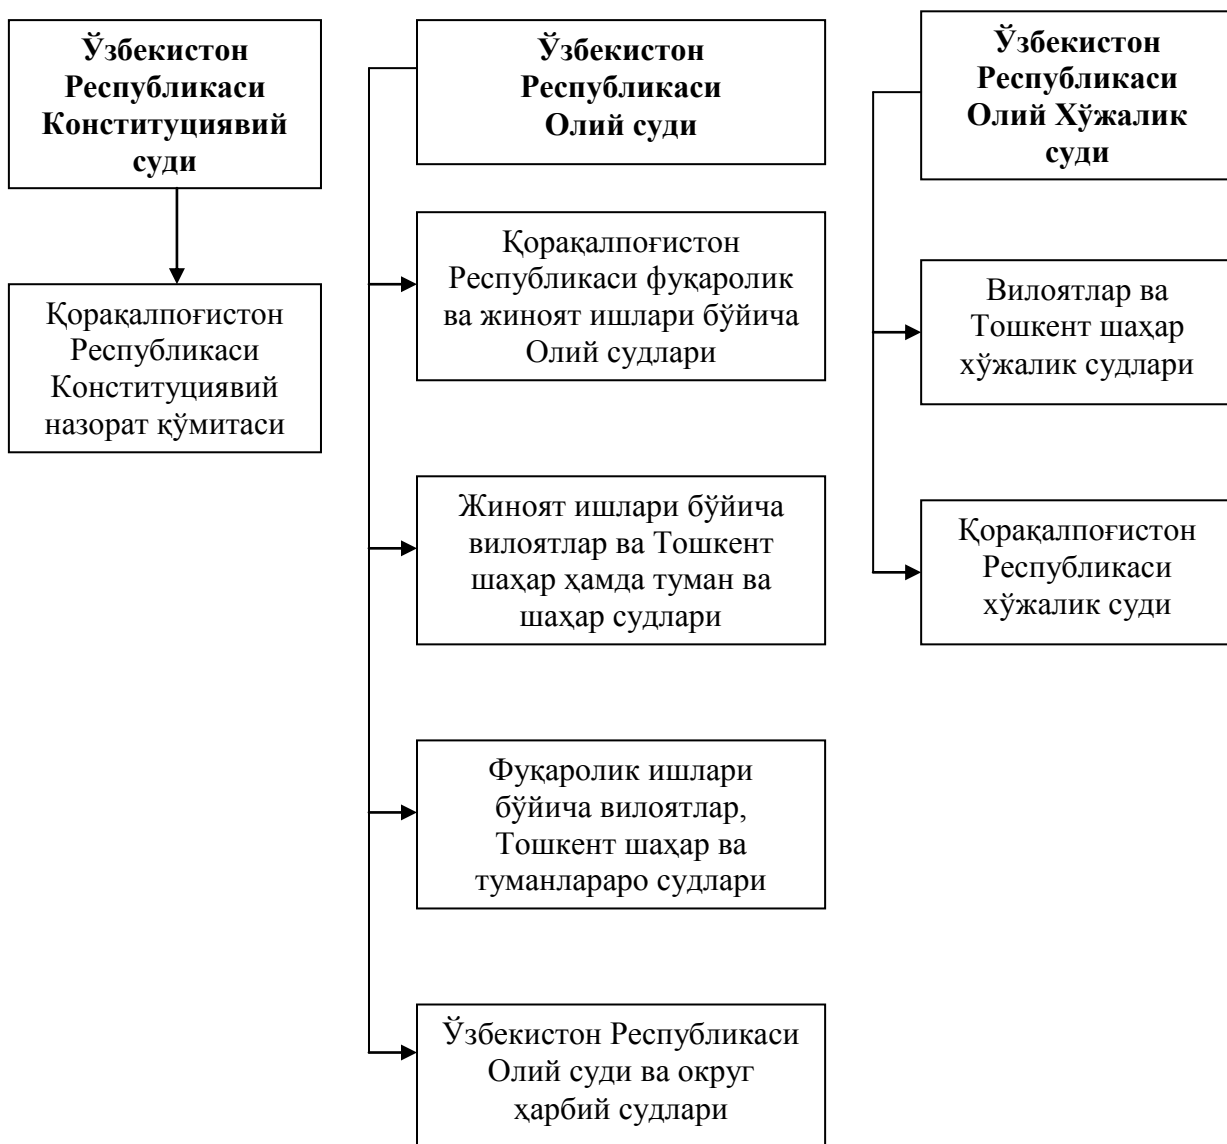 Ўзбекистон
Республикаси
Конституциявий
суди
Қорақалпоғистон
Республикаси
Конституциявий
назорат қўмитаси
Ўзбекистон
Республикаси
Олий суди
Қорақалпоғистон
Республикаси фуқаролик
ва жиноят ишлари бўйича
Олий судлари
Жиноят ишлари бўйича
вилоятлар ва Тошкент
шаҳар ҳамда туман ва
шаҳар судлари
Фуқаролик ишлари
бўйича вилоятлар,
Тошкент шаҳар ва
туманлараро судлари
Ўзбекистон Республикаси
Олий суди ва округ
ҳарбий судлари
Ўзбекистон
Республикаси
Олий Хўжалик
суди
Вилоятлар ва
Тошкент шаҳар
хўжалик судлари
Қорақалпоғистон
Республикаси
хўжалик суди